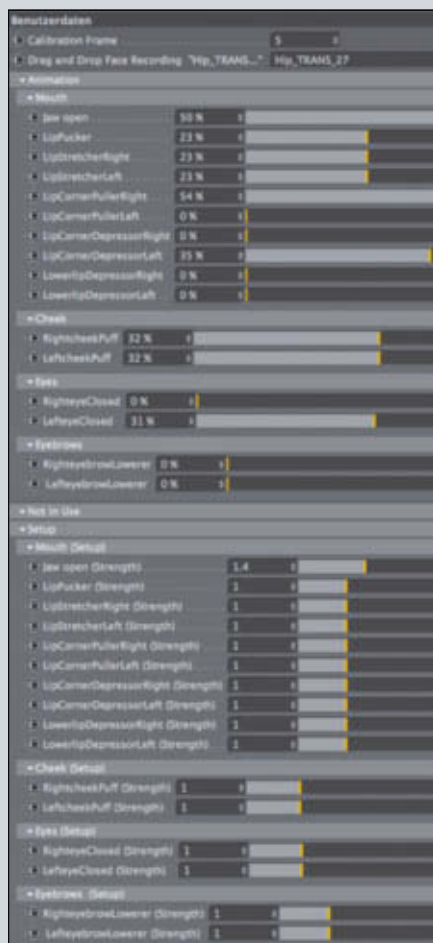 Benutzerdaten
Calibration Frame 5
Drag and Drop Face Recording "Hip_TRANS..." Hip_TRANS_27
Animation
Mouth
Jaw open 50 %
LipPucker 23 %
LipStretcherRight 23 %
LipStretcherLeft 23 %
LipCornerPullerRight 54 %
LipCornerPullerLeft 0 %
LipCornerDepressorRight 0 %
LipCornerDepressorLeft 35 %
LowerlipDepressorRight 0 %
LowerlipDepressorLeft 0 %
Cheek
RightcheekPuff 32 %
LeftcheekPuff 32 %
Eyes
RighteyeClosed 0 %
LefteyeClosed 31 %
Eyebrows
RighteyebrowLowerer 0 %
LefteyebrowLowerer 0 %
Not in Use
Setup
Mouth (Setup)
Jaw open (Strength) 1.4
LipPucker (Strength) 1
LipStretcherRight (Strength) 1
LipStretcherLeft (Strength) 1
LipCornerPullerRight (Strength) 1
LipCornerPullerLeft (Strength) 1
LipCornerDepressorRight (Strength) 1
LipCornerDepressorLeft (Strength) 1
LowerlipDepressorRight (Strength) 1
LowerlipDepressorLeft (Strength) 1
Cheek (Setup)
RightcheekPuff (Strength) 1
LeftcheekPuff (Strength) 1
Eyes (Setup)
RighteyeClosed (Strength) 1
LefteyeClosed (Strength) 1
Eyebrows (Setup)
RighteyebrowLowerer (Strength) 1
LefteyebrowLowerer (Strength) 1